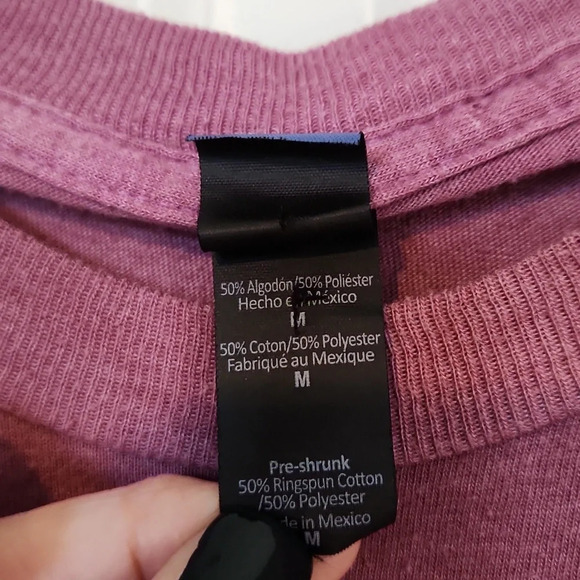 50% Algodón/50% Poliéster
Hecho en México
M
50% Coton/50% Polyester
Fabriqué au Mexique
M
Pre-shrunk
50% Ringspun Cotton
/50% Polyester
in Mexico
M